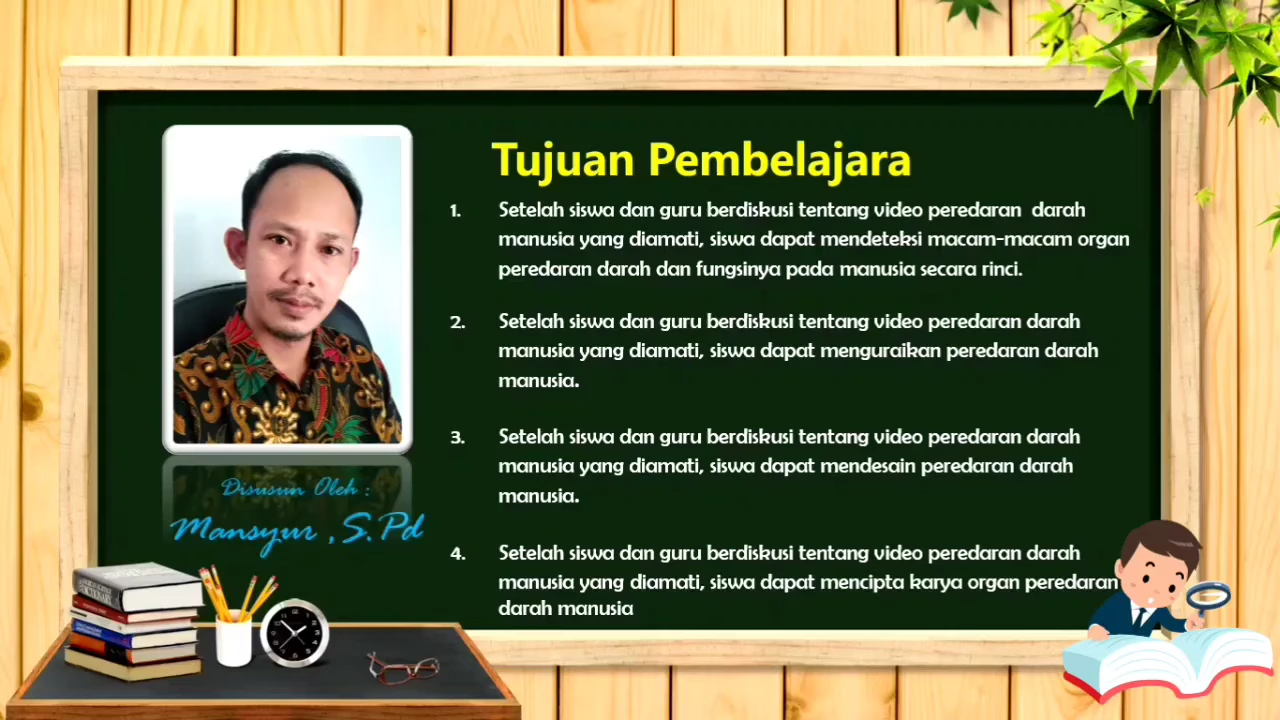 Tujuan Pembelajara
1. Setelah siswa dan guru berdiskusi tentang video peredaran darah
manusia yang diamati, siswa dapat mendeteksi macam-macam organ
peredaran darah dan fungsinya pada manusia secara rinci.
2. Setelah siswa dan guru berdiskusi tentang video peredaran darah
manusia yang diamati, siswa dapat menguraikan peredaran darah
manusia.
3. Setelah siswa dan guru berdiskusi tentang video peredaran darah
manusia yang diamati, siswa dapat mendesain peredaran darah
manusia.
4. Setelah siswa dan guru berdiskusi tentang video peredaran darah
manusia yang diamati, siswa dapat mencipta karya organ peredaran
darah manusia
Disusun Oleh :
Mansyur , S.Pd